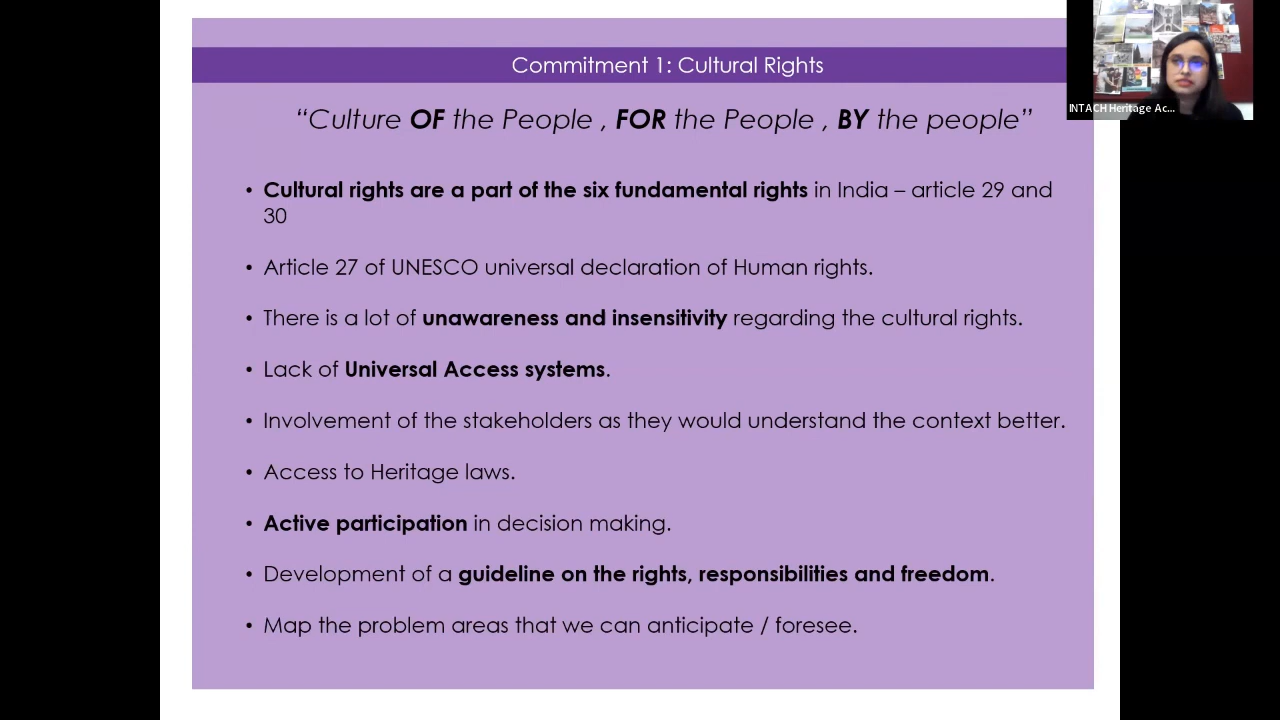 Commitment 1: Cultural Rights
“Culture OF the People , FOR the People , BY the people”
• Cultural rights are a part of the six fundamental rights in India – article 29 and
30
• Article 27 of UNESCO universal declaration of Human rights.
• There is a lot of unawareness and insensitivity regarding the cultural rights.
• Lack of Universal Access systems.
• Involvement of the stakeholders as they would understand the context better.
• Access to Heritage laws.
• Active participation in decision making.
• Development of a guideline on the rights, responsibilities and freedom.
• Map the problem areas that we can anticipate / foresee.
INTACH Heritage Ac...